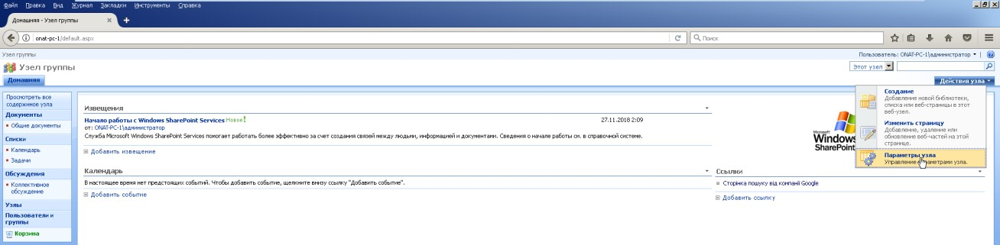 Файл Правка Вид Журнал Закладки Инструменты Справка
Домашняя - Узел группы
onat-pc-1/default.aspx
Поиск
Узел группы
Пользователь: ONAT-PC-1\администратор
Узел группы
Этот узел
Домашняя
Действия узла
Просмотреть все
содержимое узла
Документы
Общие документы
Списки
Календарь
Задачи
Обсуждения
Коллективное
обсуждение
Узлы
Пользователи и
группы
Корзина
Извещения
Начало работы с Windows SharePoint Services Новое! 27.11.2018 2:09
от: ONAT-PC-1\администратор
Служба Microsoft Windows SharePoint Services помогает работать более эффективно за счет создания связей между людьми, информацией и документами. Сведения о начале работы см. в справочной системе.
Добавить извещение
Календарь
В настоящее время нет предстоящих событий. Чтобы добавить событие, щелкните внизу ссылку "Добавить событие".
Добавить событие
Microsoft
Windows
SharePoint
Ссылки
Сторінка пошуку від компанії Google
Добавить ссылку
Создание
Добавление новой библиотеки,
списка или веб-страницы в этот
веб-узел.
Изменить страницу
Добавление, удаление или
обновление веб-частей на этой
странице.
Параметры узла
Управление параметрами узла.